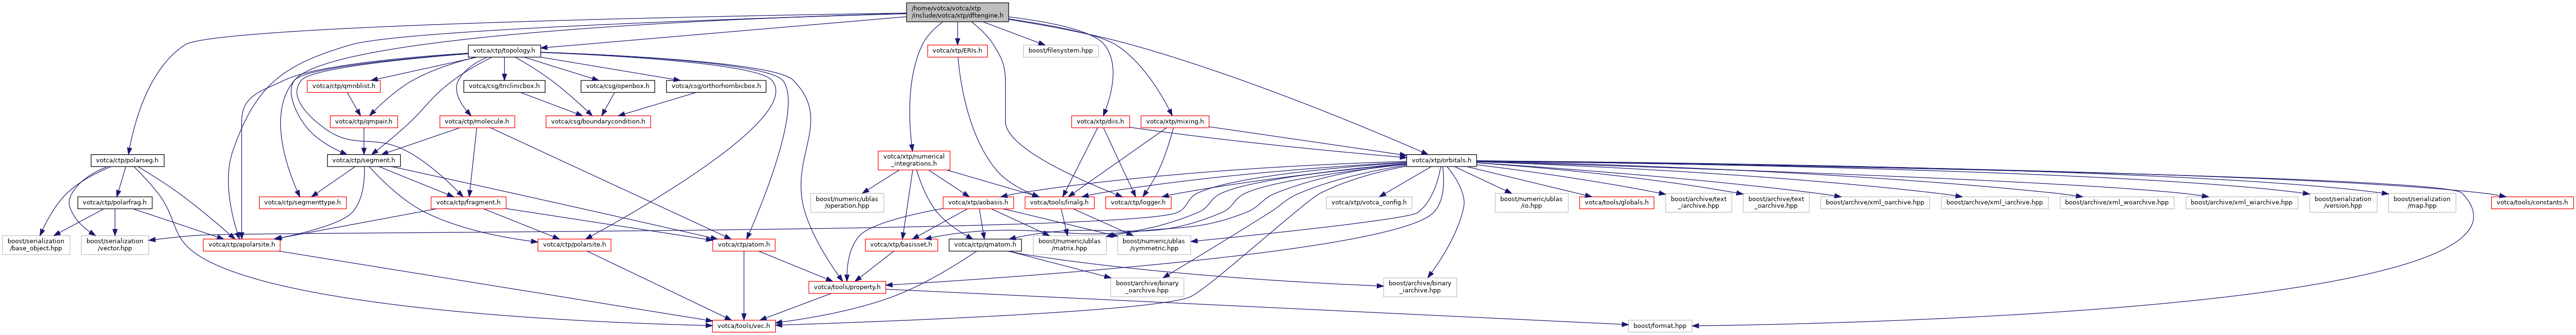 /home/votca/votca/xtp
/include/votca/xtp/dftengine.h
votca/ctp/topology.h
votca/xtp/ERIs.h
boost/filesystem.hpp
votca/ctp/qmnblist.h
votca/csg/triclinicbox.h
votca/csg/openbox.h
votca/csg/orthorhombicbox.h
votca/ctp/qmpair.h
votca/ctp/molecule.h
votca/csg/boundarycondition.h
votca/xtp/diis.h
votca/xtp/mixing.h
votca/ctp/polarseg.h
votca/ctp/segment.h
votca/xtp/numerical
_integrations.h
votca/xtp/orbitals.h
votca/ctp/polarfrag.h
votca/ctp/segmenttype.h
votca/ctp/fragment.h
boost/numeric/ublas
/operation.hpp
votca/xtp/aobasis.h
votca/tools/linalg.h
votca/ctp/logger.h
votca/xtp/votca_config.h
boost/numeric/ublas
/io.hpp
votca/tools/globals.h
boost/archive/text
_iarchive.hpp
boost/archive/text
_oarchive.hpp
boost/archive/xml_oarchive.hpp
boost/archive/xml_iarchive.hpp
boost/archive/xml_woarchive.hpp
boost/archive/xml_wiarchive.hpp
boost/serialization
/version.hpp
boost/serialization
/map.hpp
votca/tools/constants.h
boost/serialization
/base_object.hpp
boost/serialization
/vector.hpp
votca/ctp/apolarsite.h
votca/ctp/polarsite.h
votca/ctp/atom.h
votca/xtp/basisset.h
votca/ctp/qmatom.h
boost/numeric/ublas
/matrix.hpp
boost/numeric/ublas
/symmetric.hpp
votca/tools/property.h
boost/archive/binary
_oarchive.hpp
boost/archive/binary
_iarchive.hpp
votca/tools/vec.h
boost/format.hpp